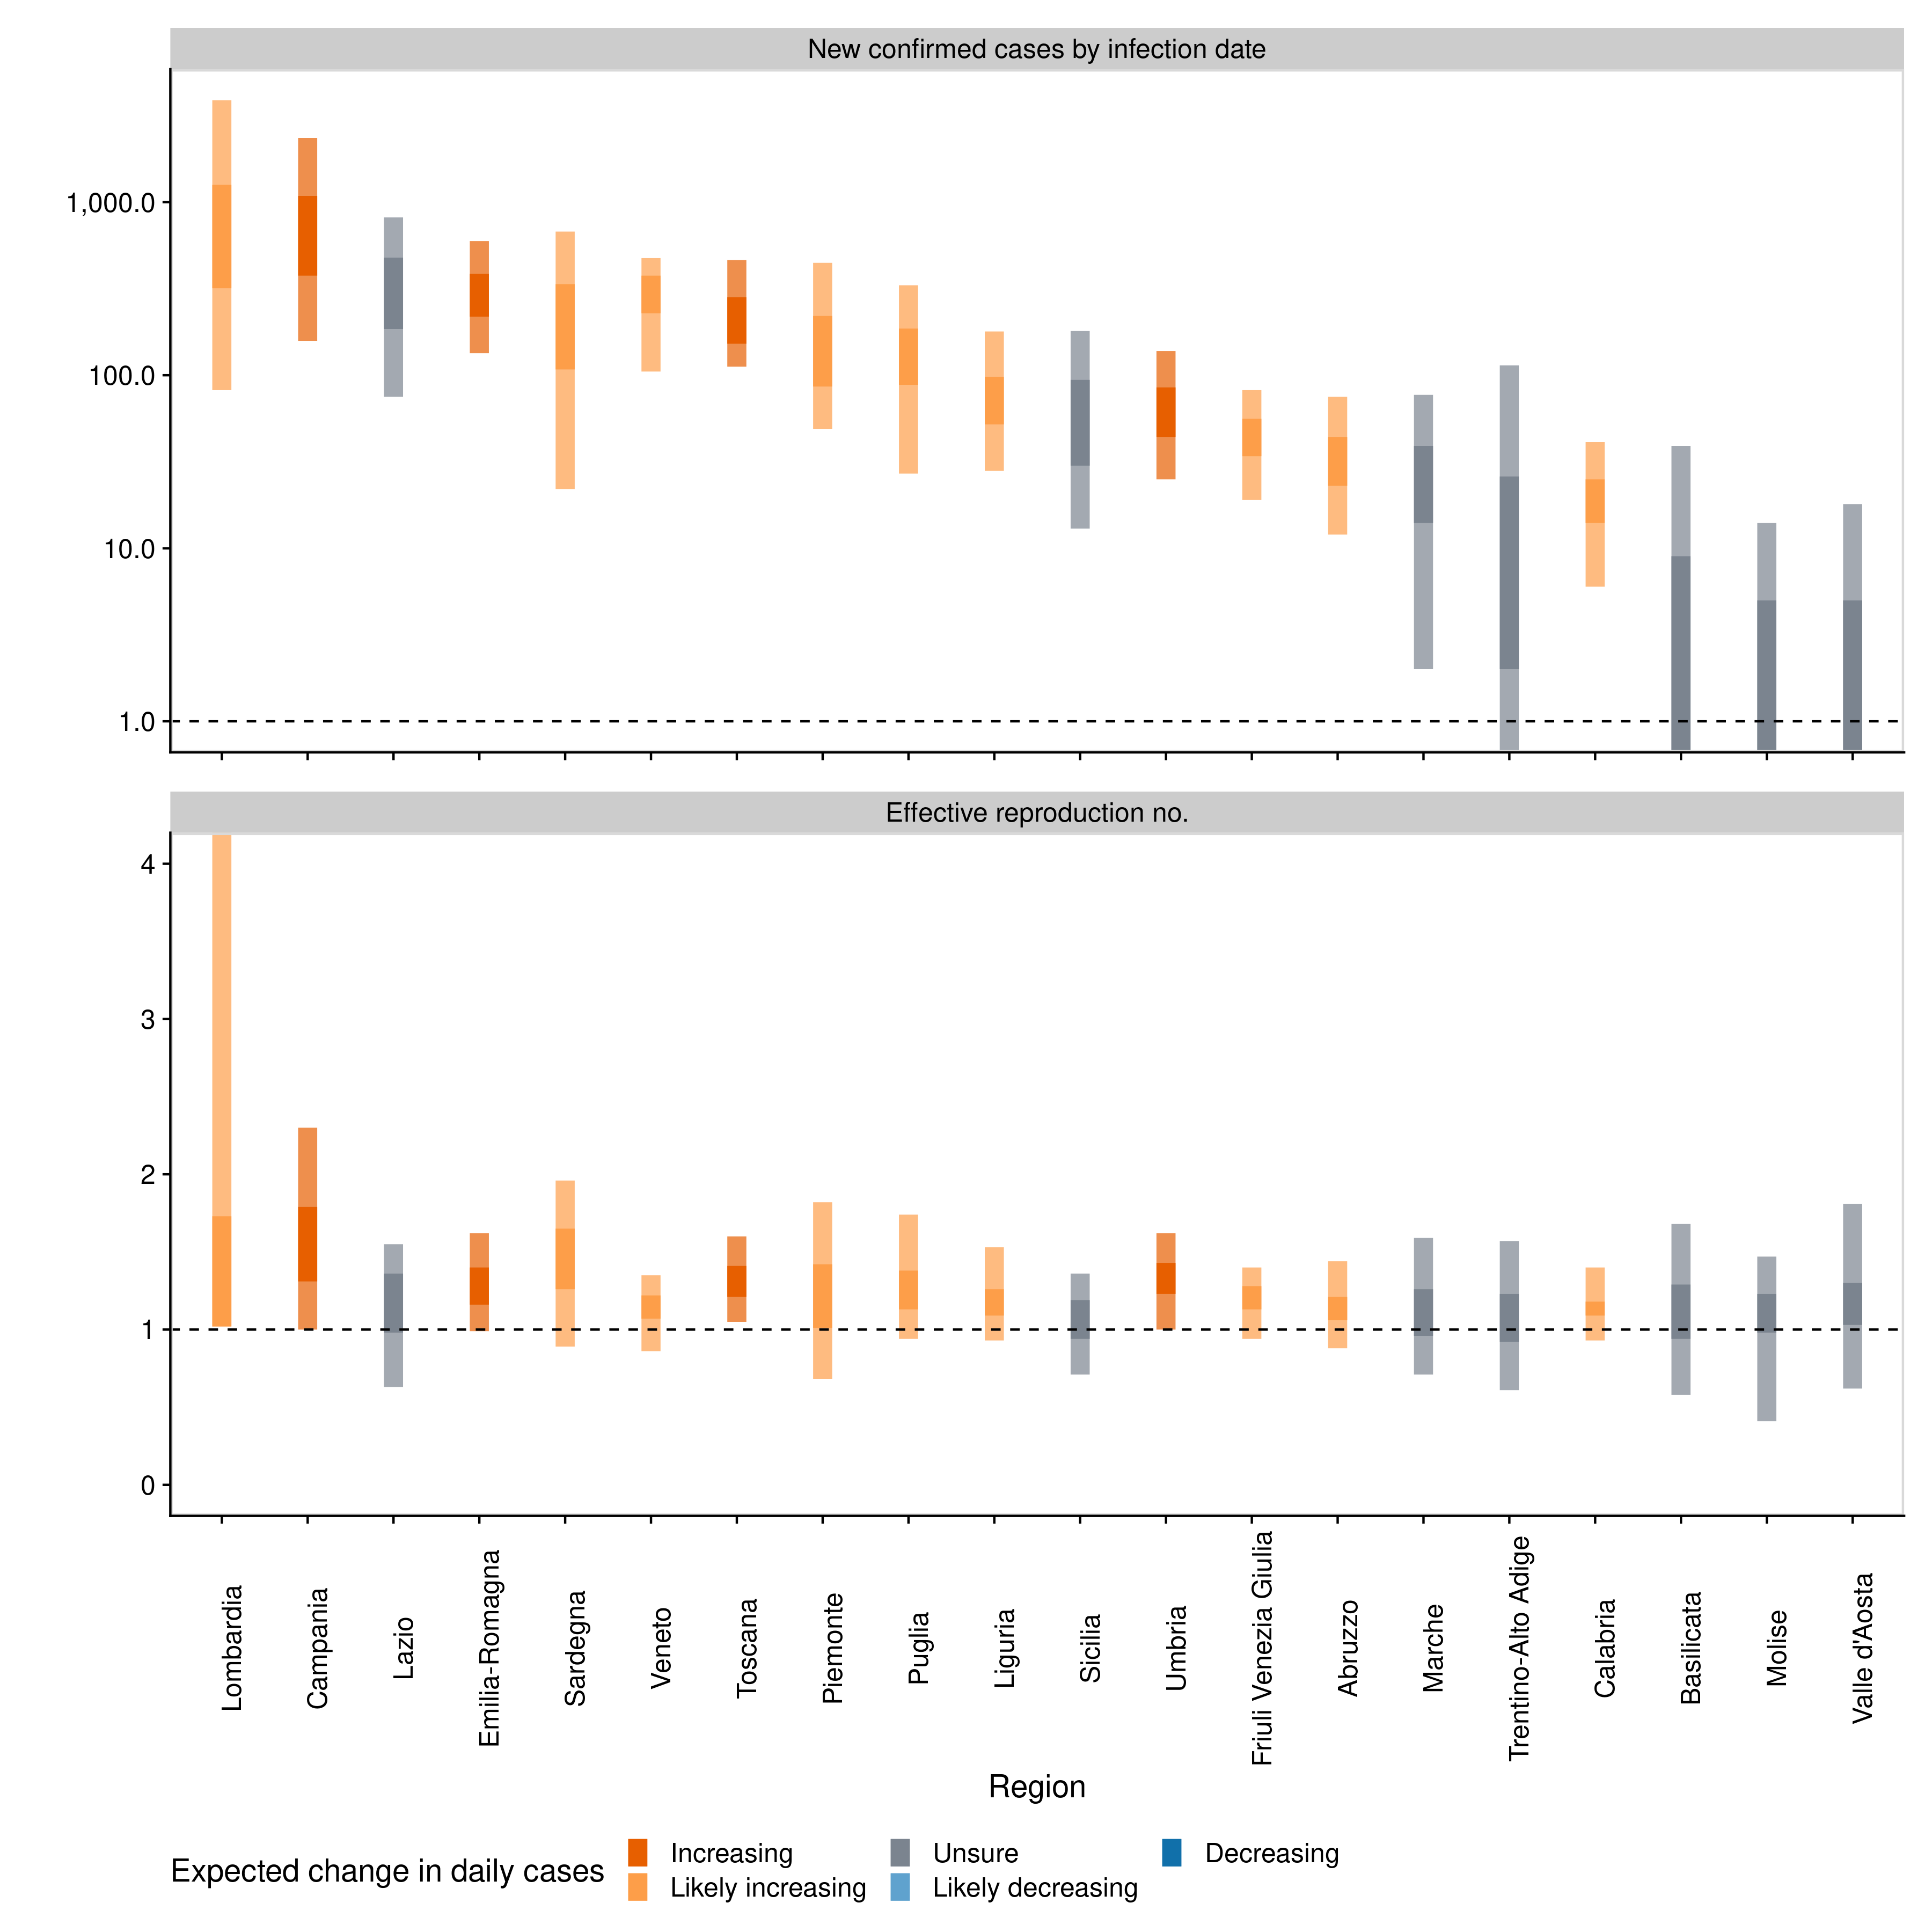 New confirmed cases by infection date
1,000.0
100.0
10.0
1.0
Effective reproduction no.
4
3
2
1
0
Lombardia
Campania
Lazio
Emilia-Romagna
Sardegna
Veneto
Toscana
Piemonte
Puglia
Liguria
Sicilia
Umbria
Friuli Venezia Giulia
Abruzzo
Marche
Trentino-Alto Adige
Calabria
Basilicata
Molise
Valle d'Aosta
Region
Expected change in daily cases
Increasing
Likely increasing
Unsure
Likely decreasing
Decreasing